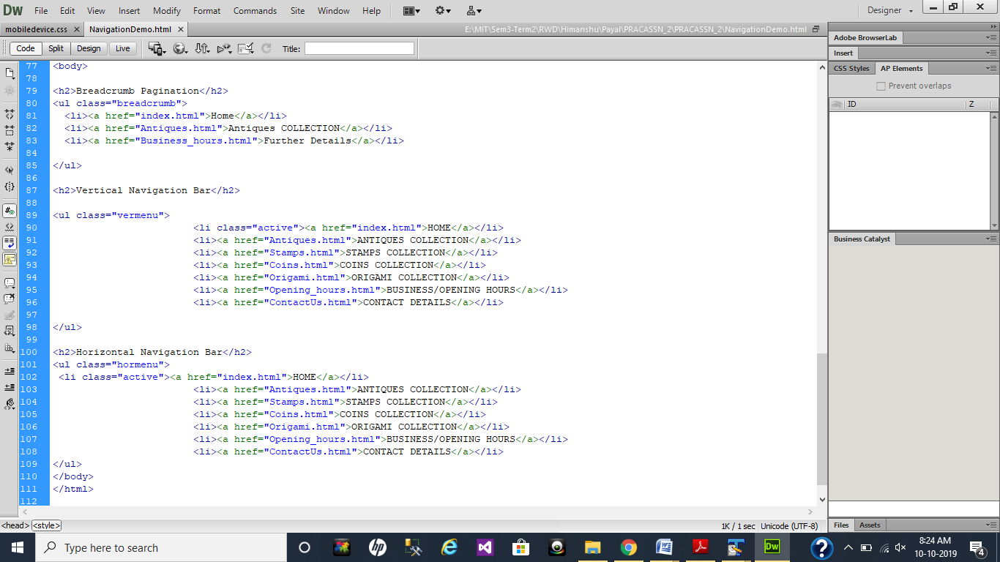 Dw File Edit View Insert Modify Format Commands Site Window Help Designer
mobiledevice.css NavigationDemo.html E:\MIT\Sem3-Term2\RWD\Himanshu\Payal\PRACASSN_2\PRACASSN_2\NavigationDemo.html
Code Split Design Live Title:
77 <body>
78
79 <h2>Breadcrumb Pagination</h2>
80 <ul class="breadcrumb">
81 <li><a href="index.html">Home</a></li>
82 <li><a href="Antiques.html">Antiques COLLECTION</a></li>
83 <li><a href="Business_hours.html">Further Details</a></li>
84
85 </ul>
86
87 <h2>Vertical Navigation Bar</h2>
88
89 <ul class="vermenu">
90 <li class="active"><a href="index.html">HOME</a></li>
91 <li><a href="Antiques.html">ANTIQUES COLLECTION</a></li>
92 <li><a href="Stamps.html">STAMPS COLLECTION</a></li>
93 <li><a href="Coins.html">COINS COLLECTION</a></li>
94 <li><a href="Origami.html">ORIGAMI COLLECTION</a></li>
95 <li><a href="Opening_hours.html">BUSINESS/OPENING HOURS</a></li>
96 <li><a href="ContactUs.html">CONTACT DETAILS</a></li>
97
98 </ul>
99
100 <h2>Horizontal Navigation Bar</h2>
101 <ul class="hormenu">
102 <li class="active"><a href="index.html">HOME</a></li>
103 <li><a href="Antiques.html">ANTIQUES COLLECTION</a></li>
104 <li><a href="Stamps.html">STAMPS COLLECTION</a></li>
105 <li><a href="Coins.html">COINS COLLECTION</a></li>
106 <li><a href="Origami.html">ORIGAMI COLLECTION</a></li>
107 <li><a href="Opening_hours.html">BUSINESS/OPENING HOURS</a></li>
108 <li><a href="ContactUs.html">CONTACT DETAILS</a></li>
109 </ul>
110 </body>
111 </html>
112
<head> <style> 1K / 1 sec Unicode (UTF-8)
Adobe BrowserLab
Insert
CSS Styles AP Elements
Prevent overlaps
ID Z
Business Catalyst
Files Assets
Type here to search
hp
Dw
?
8:24 AM
10-10-2019
4